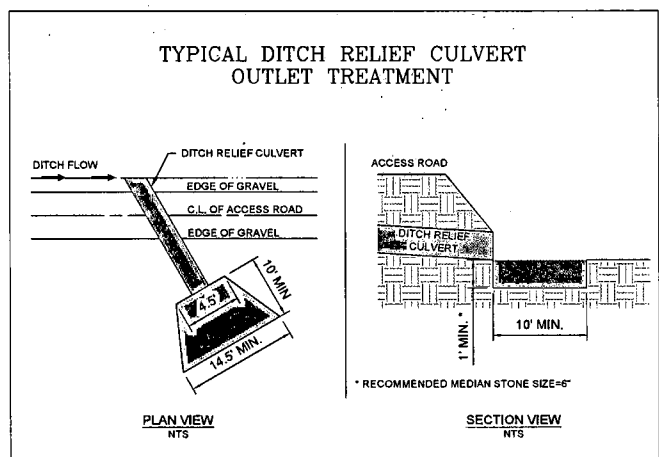 TYPICAL DITCH RELIEF CULVERT
OUTLET TREATMENT
DITCH FLOW
DITCH RELIEF CULVERT
EDGE OF GRAVEL
C.L. OF ACCESS ROAD
EDGE OF GRAVEL
4.5'
10' MIN
14.5' MIN.
PLAN VIEW
NTS
ACCESS ROAD
DITCH RELIEF
CULVERT
1' MIN. *
10' MIN.
* RECOMMENDED MEDIAN STONE SIZE=6"
SECTION VIEW
NTS